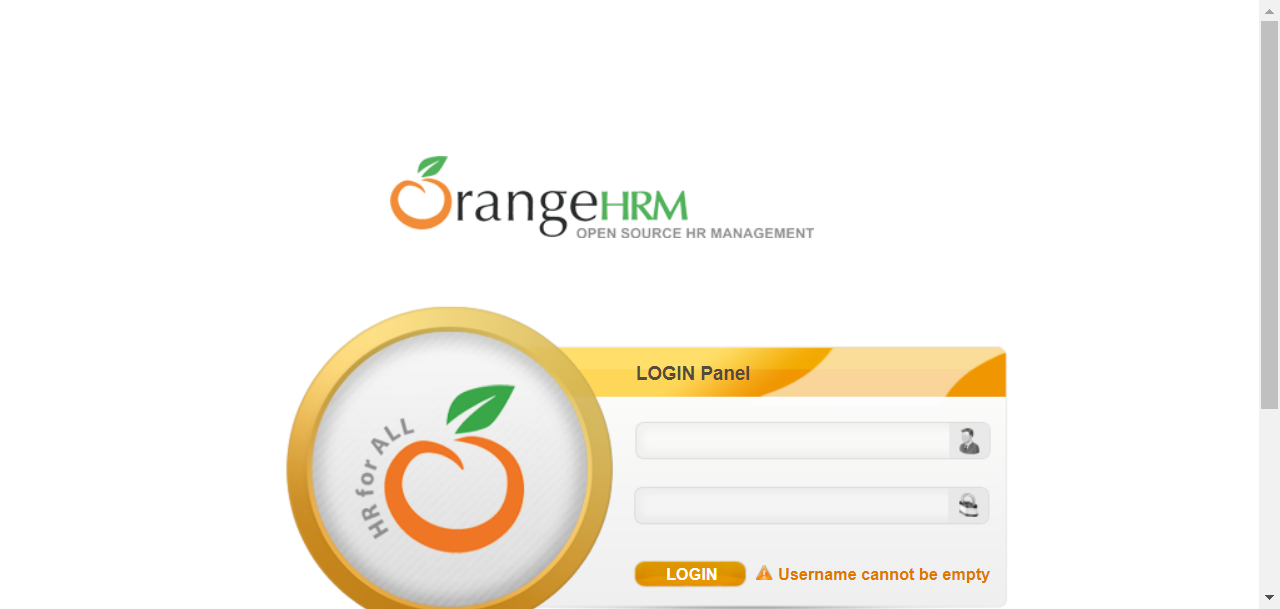 OrangeHRM
OPEN SOURCE HR MANAGEMENT
LOGIN Panel
HR for ALL
LOGIN
Username cannot be empty